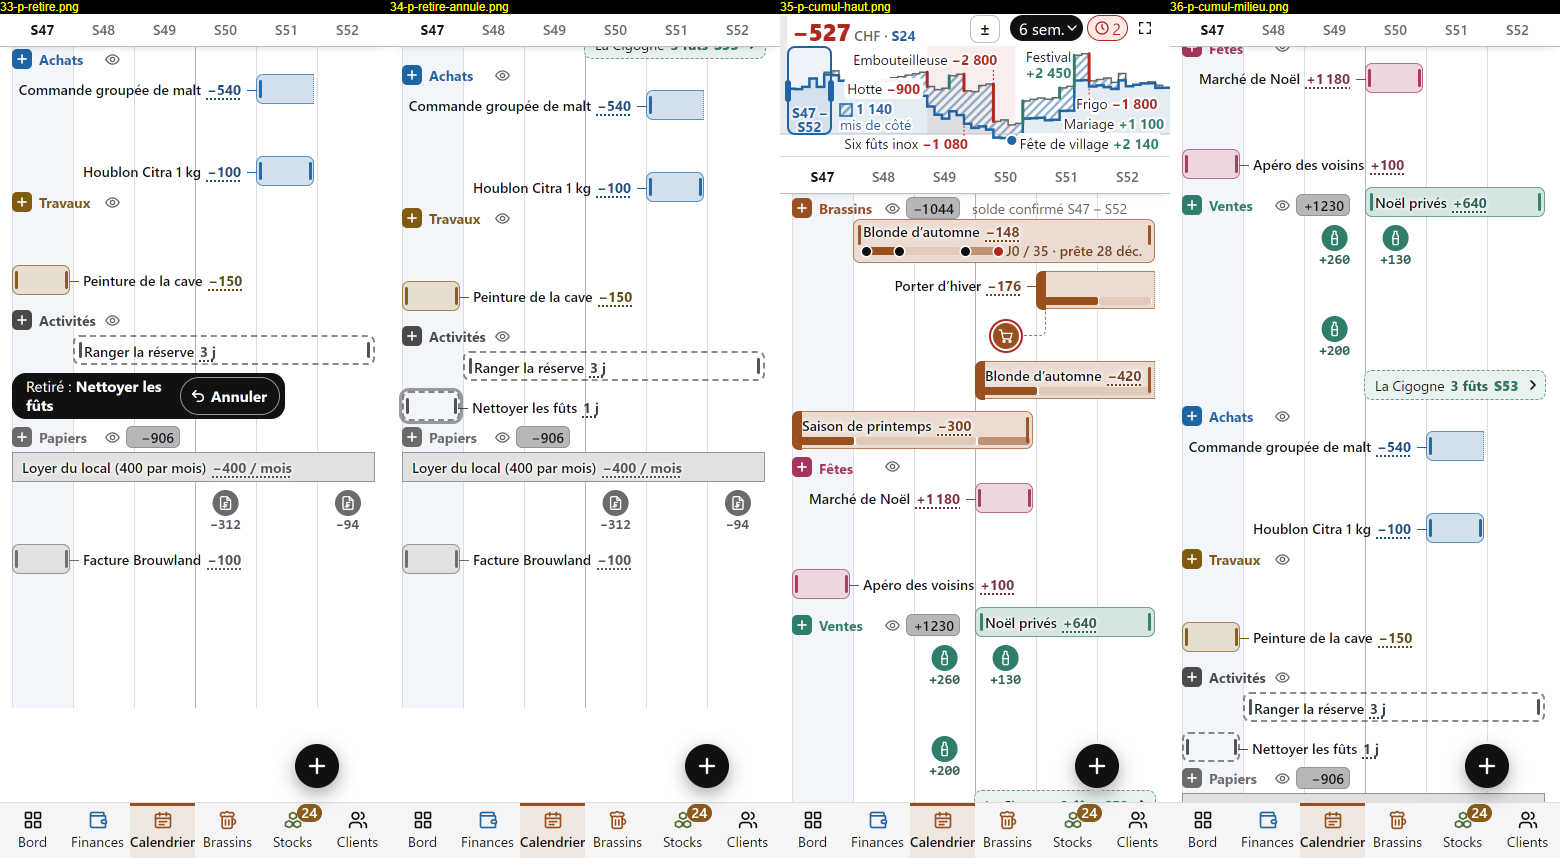 33-p-retire.png
S47 S48 S49 S50 S51 S52
Achats
Commande groupée de malt −540
Houblon Citra 1 kg −100
Travaux
Peinture de la cave −150
Activités
Ranger la réserve 3 j
Retiré : Nettoyer les fûts
Annuler
Papiers −906
Loyer du local (400 par mois) −400 / mois
−312 −94
Facture Brouwland −100
Bord Finances Calendrier Brassins Stocks 24 Clients
34-p-retire-annule.png
S47 S48 S49 S50 S51 S52
La Cigogne 3 fûts S53
Achats
Commande groupée de malt −540
Houblon Citra 1 kg −100
Travaux
Peinture de la cave −150
Activités
Ranger la réserve 3 j
Nettoyer les fûts 1 j
Papiers −906
Loyer du local (400 par mois) −400 / mois
−312 −94
Facture Brouwland −100
Bord Finances Calendrier Brassins Stocks 24 Clients
35-p-cumul-haut.png
−527 CHF · S24 ± 6 sem. 2
Embouteilleuse −2 800
Festival +2 450
Hotte −900
1 140 mis de côté
S47 – S52
Frigo −1 800
Mariage +1 100
Six fûts inox −1 080
Fête de village +2 140
S47 S48 S49 S50 S51 S52
Brassins −1044 solde confirmé S47 – S52
Blonde d'automne −148
J0 / 35 · prête 28 déc.
Porter d'hiver −176
Blonde d'automne −420
Saison de printemps −300
Fêtes
Marché de Noël +1180
Apéro des voisins +100
Ventes +1230
Noël privés +640
+260 +130
+200
Bord Finances Calendrier Brassins Stocks 24 Clients
36-p-cumul-milieu.png
S47 S48 S49 S50 S51 S52
Fêtes
Marché de Noël +1180
Apéro des voisins +100
Ventes +1230
Noël privés +640
+260 +130
+200
La Cigogne 3 fûts S53
Achats
Commande groupée de malt −540
Houblon Citra 1 kg −100
Travaux
Peinture de la cave −150
Activités
Ranger la réserve 3 j
Nettoyer les fûts 1 j
Papiers −906
Bord Finances Calendrier Brassins Stocks 24 Clients